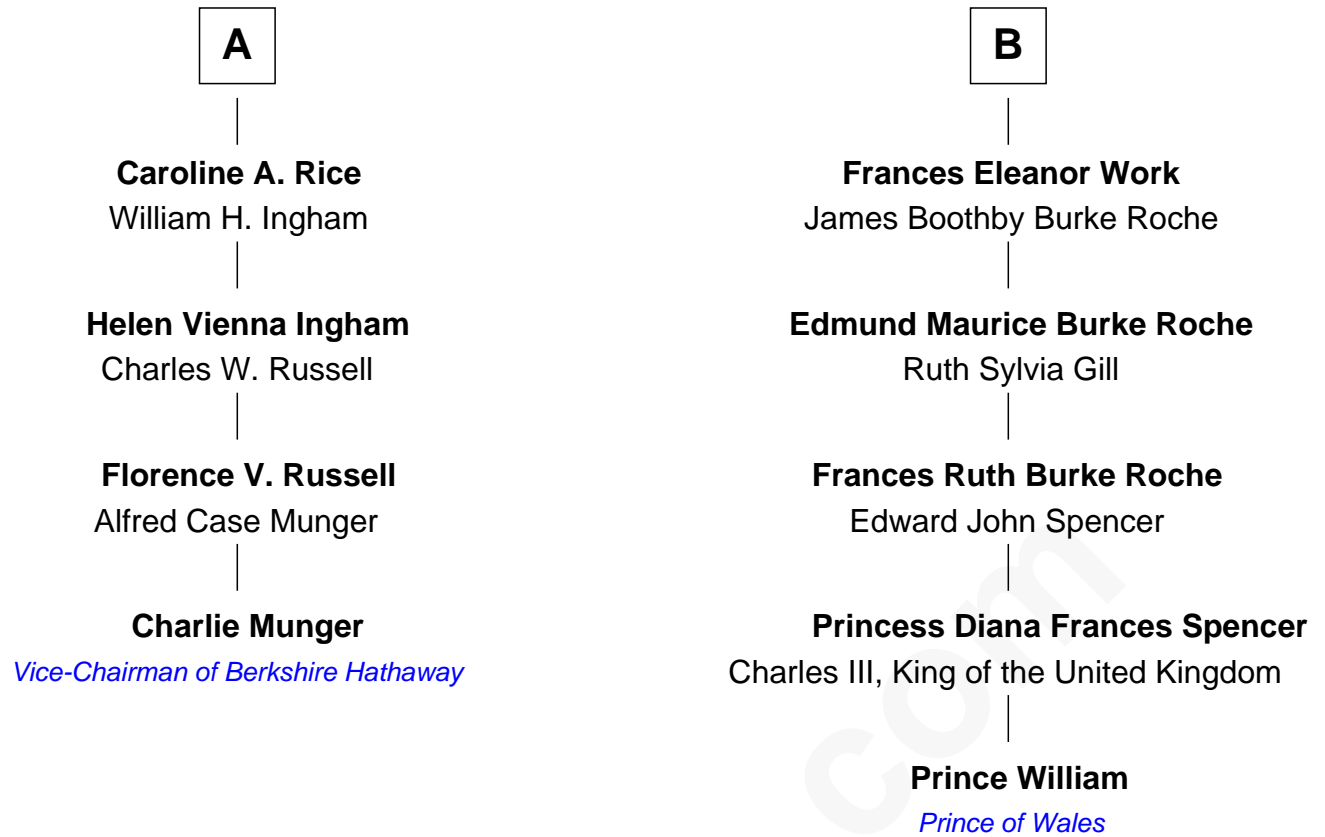 A
Caroline A. Rice
William H. Ingham
Helen Vienna Ingham
Charles W. Russell
Florence V. Russell
Alfred Case Munger
Charlie Munger
Vice-Chairman of Berkshire Hathaway
B
Frances Eleanor Work
James Boothby Burke Roche
Edmund Maurice Burke Roche
Ruth Sylvia Gill
Frances Ruth Burke Roche
Edward John Spencer
Princess Diana Frances Spencer
Charles III, King of the United Kingdom
Prince William
Prince of Wales
com